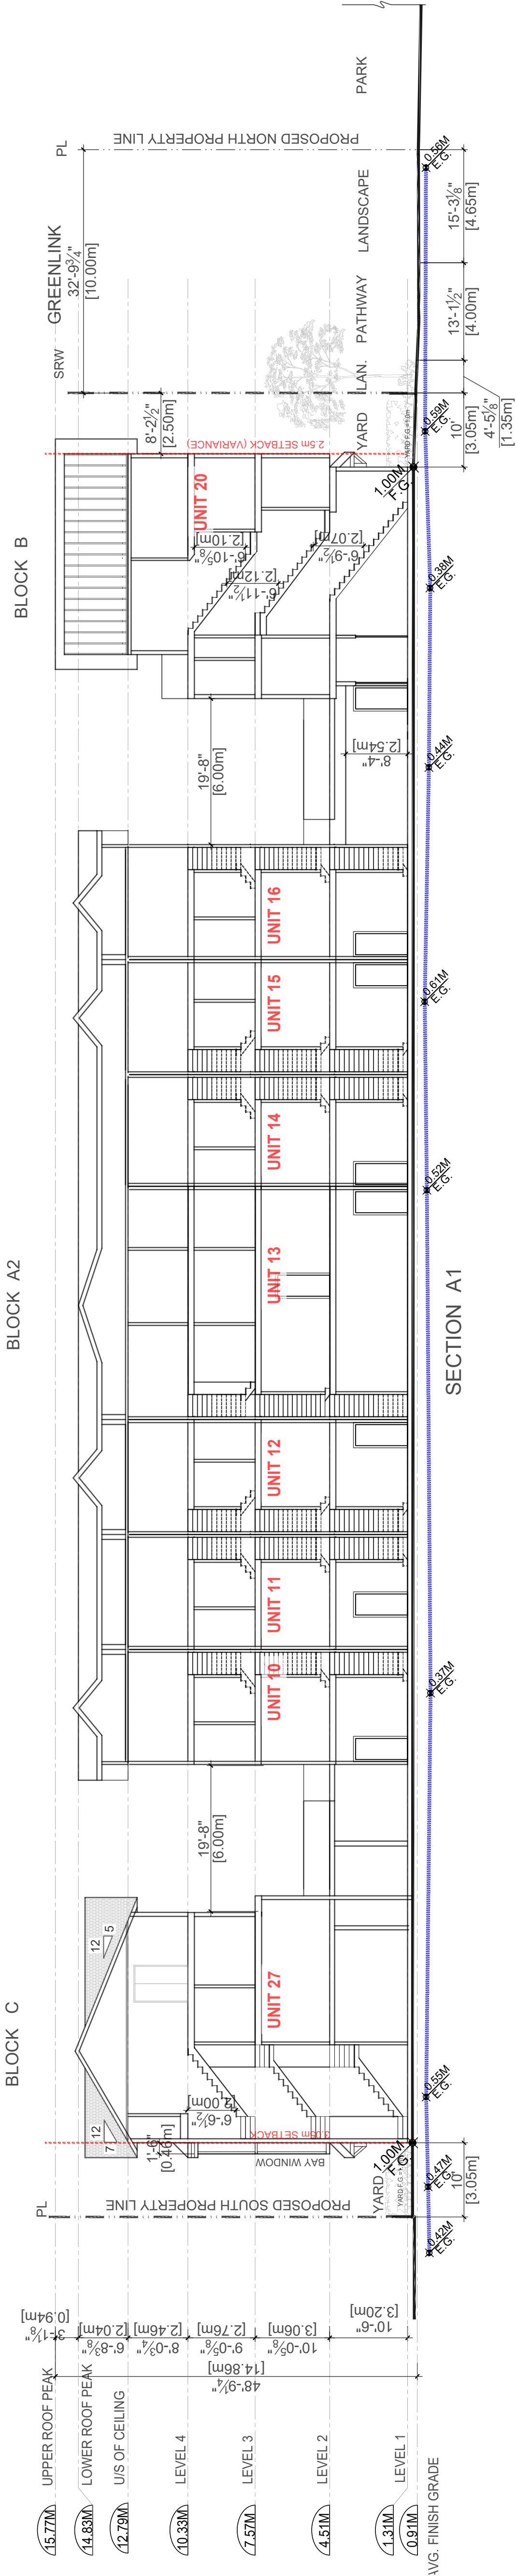 BLOCK C
BLOCK A2
BLOCK B
15.77M
UPPER ROOF PEAK
14.83M
LOWER ROOF PEAK
12.79M
U/S OF CEILING
10.33M
LEVEL 4
7.57M
LEVEL 3
4.51M
LEVEL 2
1.31M
LEVEL 1
0.91M
AVG. FINISH GRADE
3'-1⅛"
[0.94m]
6'-8⅜"
[2.04m]
8'-0¾"
[2.46m]
9'-0⅝"
[2.76m]
10'-0⅝"
[3.06m]
10'-6"
[3.20m]
48'-9¼"
[14.86m]
PL
PROPOSED SOUTH PROPERTY LINE
YARD
10'
[3.05m]
0.42M
E.G.
0.47M
E.G.
0.55M
E.G.
1.00M
F.G.
BAY WINDOW
1'-6"
[0.46m]
3.05m SETBACK
6'-6½"
[2.00m]
12
7
12
5
UNIT 27
19'-8"
[6.00m]
UNIT 10
UNIT 11
UNIT 12
UNIT 13
UNIT 14
UNIT 15
UNIT 16
0.37M
E.G.
0.52M
E.G.
0.61M
E.G.
0.44M
E.G.
0.38M
E.G.
SECTION A1
19'-8"
[6.00m]
8'-4"
[2.54m]
UNIT 20
6'-10⅝"
[2.10m]
6'-11½"
[2.12m]
6'-9½"
[2.07m]
2.5m SETBACK (VARIANCE)
8'-2½"
[2.50m]
1.00M
F.G.
0.59M
E.G.
0.56M
E.G.
SRW
GREENLINK
32'-9¾"
[10.00m]
PL
PROPOSED NORTH PROPERTY LINE
YARD
LAN.
PATHWAY
LANDSCAPE
PARK
10'
[3.05m]
4'-5⅛"
[1.35m]
13'-1½"
[4.00m]
15'-3⅛"
[4.65m]